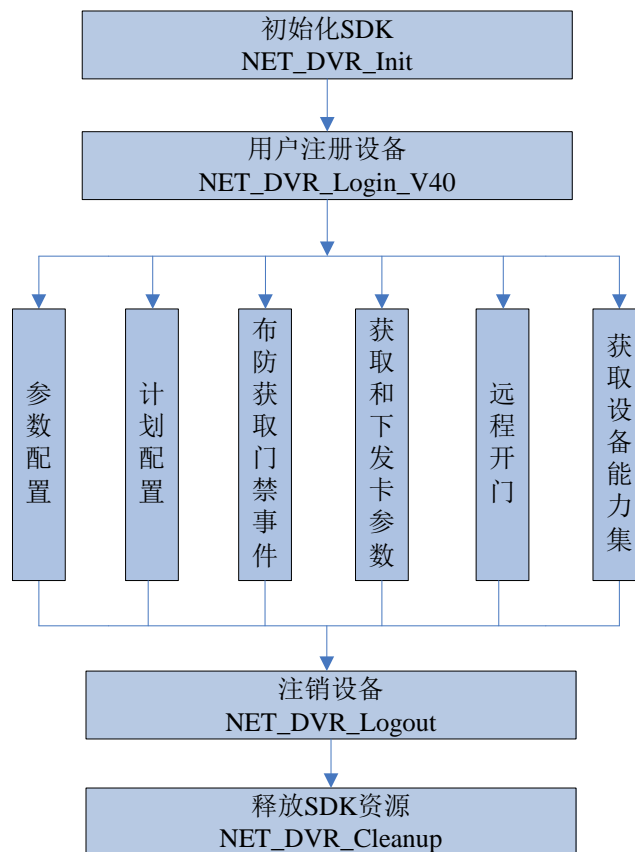 初始化SDK
NET_DVR_Init
用户注册设备
NET_DVR_Login_V40
参数配置
计划配置
布防获取门禁事件
获取和下发卡参数
远程开门
获取设备能力集
注销设备
NET_DVR_Logout
释放SDK资源
NET_DVR_Cleanup